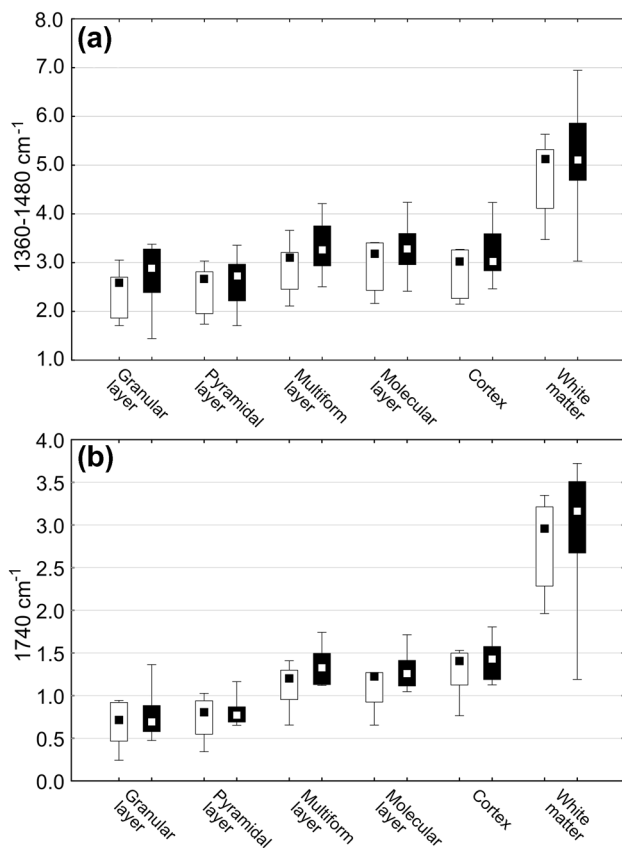 (a)
1360-1480 cm⁻¹
8.0
7.0
6.0
5.0
4.0
3.0
2.0
1.0
Granular
layer
Pyramidal
layer
Multiform
layer
Molecular
layer
Cortex
White
matter
(b)
1740 cm⁻¹
4.0
3.5
3.0
2.5
2.0
1.5
1.0
0.5
0.0
Granular
layer
Pyramidal
layer
Multiform
layer
Molecular
layer
Cortex
White
matter